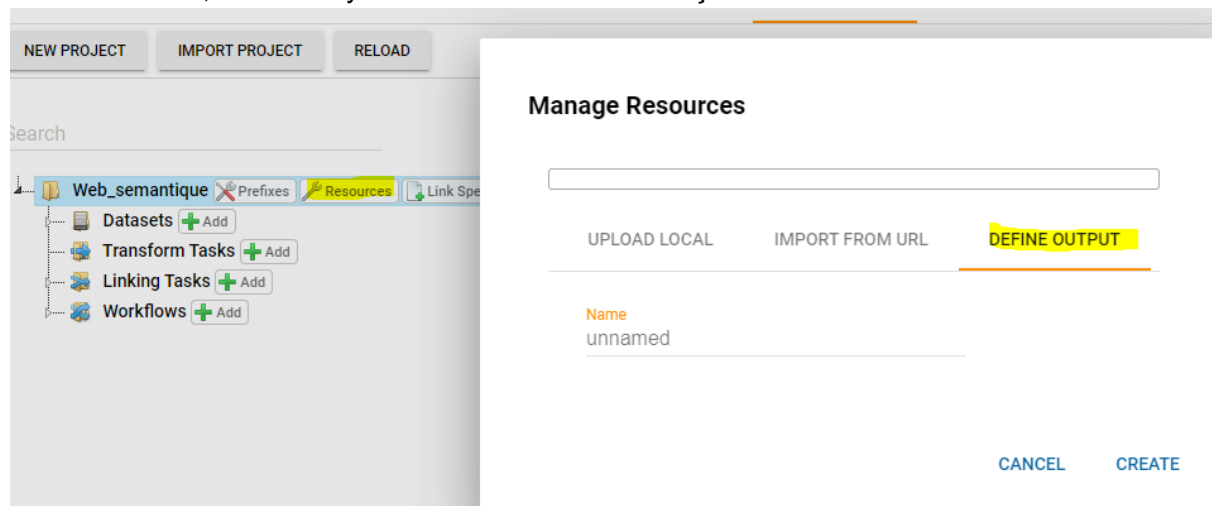 NEW PROJECT IMPORT PROJECT RELOAD
Search
Web_semantique Prefixes Resources Link Spe
Datasets Add
Transform Tasks Add
Linking Tasks Add
Workflows Add
Manage Resources
UPLOAD LOCAL IMPORT FROM URL DEFINE OUTPUT
Name
unnamed
CANCEL CREATE